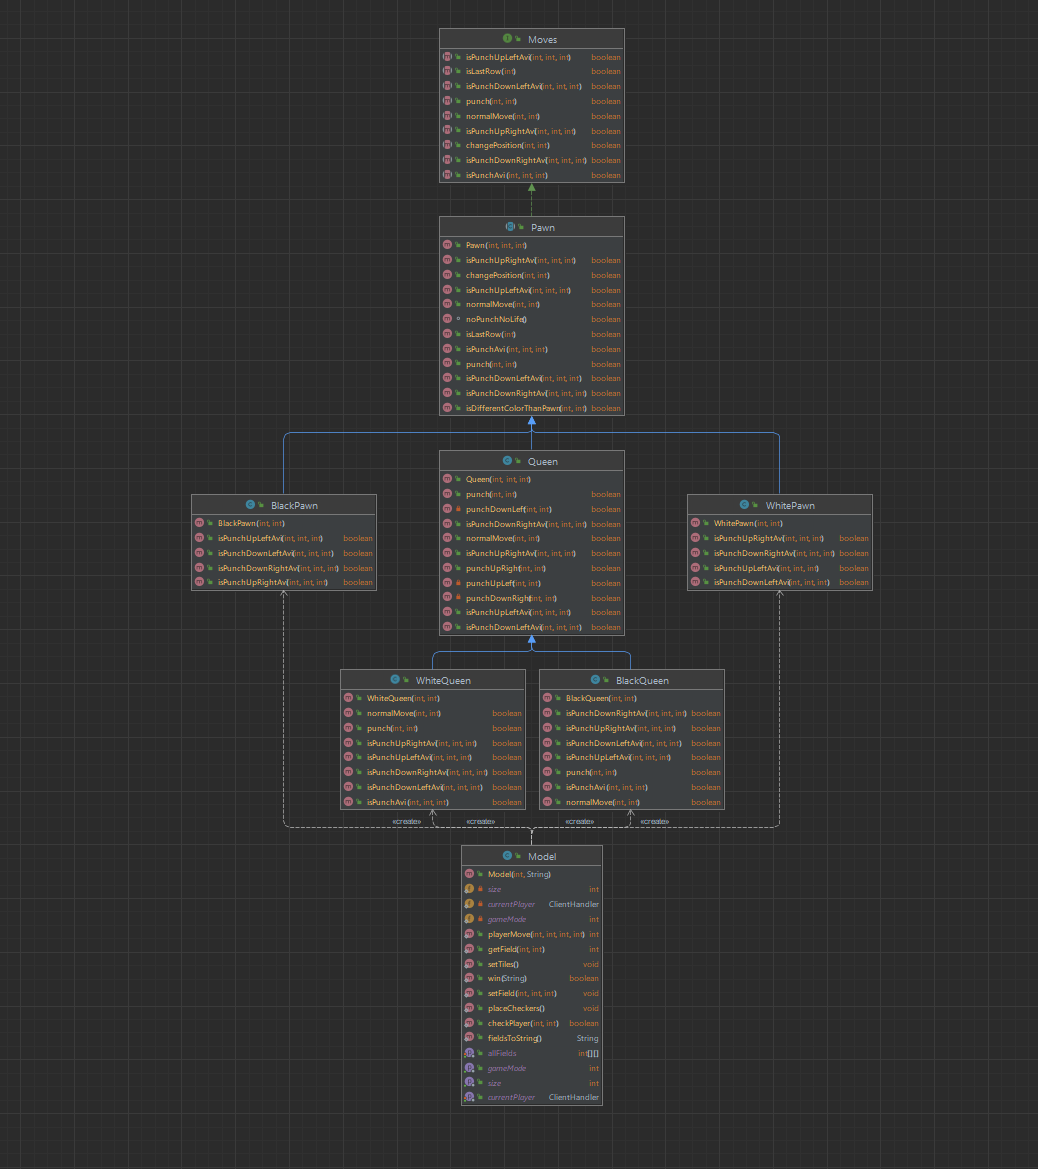 Moves
isPunchUpLeftAvi(int, int, int) boolean
isLastRow(int) boolean
isPunchDownLeftAvi(int, int, int) boolean
punch(int, int) boolean
normalMove(int, int) boolean
isPunchUpRightAvi(int, int, int) boolean
changePosition(int, int) boolean
isPunchDownRightAvi(int, int, int) boolean
isPunchAvi(int, int, int) boolean
Pawn
Pawn(int, int, int)
isPunchUpRightAvi(int, int, int) boolean
changePosition(int, int) boolean
isPunchUpLeftAvi(int, int, int) boolean
normalMove(int, int) boolean
noPunchNoLife() boolean
isLastRow(int) boolean
isPunchAvi(int, int, int) boolean
punch(int, int) boolean
isPunchDownLeftAvi(int, int, int) boolean
isPunchDownRightAvi(int, int, int) boolean
isDifferentColorThanPawn(int, int) boolean
Queen
Queen(int, int, int)
punch(int, int) boolean
punchDownLeft(int, int) boolean
isPunchDownRightAvi(int, int, int) boolean
normalMove(int, int) boolean
isPunchUpRightAvi(int, int, int) boolean
punchUpRight(int, int) boolean
punchUpLeft(int, int) boolean
punchDownRight(int, int) boolean
isPunchUpLeftAvi(int, int, int) boolean
isPunchDownLeftAvi(int, int, int) boolean
BlackPawn
BlackPawn(int, int)
isPunchUpLeftAvi(int, int, int) boolean
isPunchDownLeftAvi(int, int, int) boolean
isPunchDownRightAvi(int, int, int) boolean
isPunchUpRightAvi(int, int, int) boolean
WhitePawn
WhitePawn(int, int)
isPunchUpRightAvi(int, int, int) boolean
isPunchDownRightAvi(int, int, int) boolean
isPunchUpLeftAvi(int, int, int) boolean
isPunchDownLeftAvi(int, int, int) boolean
WhiteQueen
WhiteQueen(int, int)
normalMove(int, int) boolean
punch(int, int) boolean
isPunchUpRightAvi(int, int, int) boolean
isPunchUpLeftAvi(int, int, int) boolean
isPunchDownRightAvi(int, int, int) boolean
isPunchDownLeftAvi(int, int, int) boolean
isPunchAvi(int, int, int) boolean
BlackQueen
BlackQueen(int, int)
isPunchDownRightAvi(int, int, int) boolean
isPunchUpRightAvi(int, int, int) boolean
isPunchDownLeftAvi(int, int, int) boolean
isPunchUpLeftAvi(int, int, int) boolean
punch(int, int) boolean
isPunchAvi(int, int, int) boolean
normalMove(int, int) boolean
«create» «create» «create» «create»
Model
Model(int, String)
size int
currentPlayer ClientHandler
gameMode int
playerMove(int, int, int, int) int
getField(int, int) int
setTiles() void
win(String) boolean
setField(int, int, int) void
placeCheckers() void
checkPlayer(int, int) boolean
fieldsToString() String
allFields int[][]
gameMode int
size int
currentPlayer ClientHandler